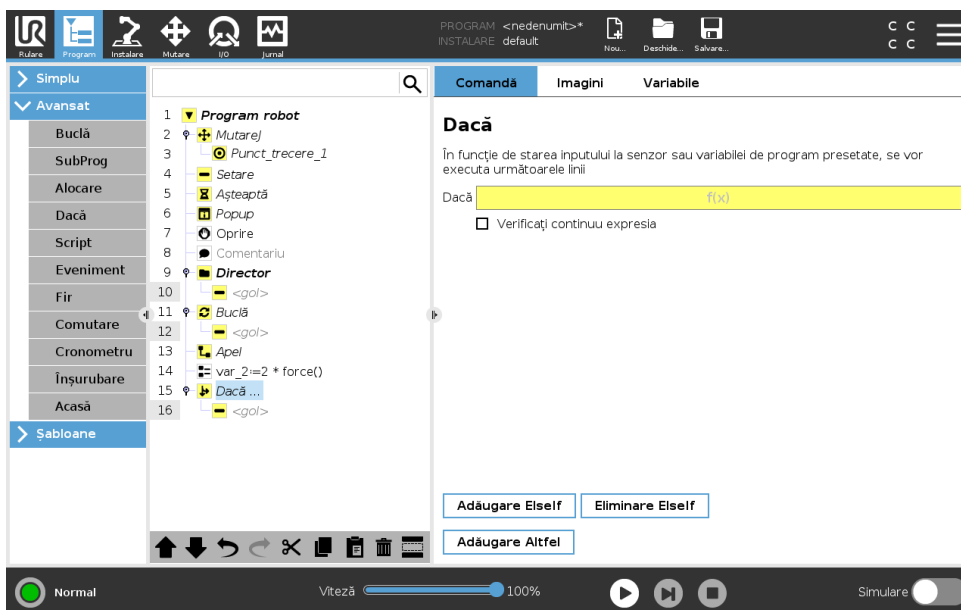 Rulare
Program
Instalare
Mutare
I/O
Jurnal
PROGRAM <nedenumit>*
INSTALARE default
Nou...
Deschide...
Salvare...
C C
C C
Simplu
Avansat
Buclă
SubProg
Alocare
Dacă
Script
Eveniment
Fir
Comutare
Cronometru
Înșurubare
Acasă
Șabloane
1 Program robot
2 MutareJ
3 Punct_trecere_1
4 Setare
5 Așteaptă
6 Popup
7 Oprire
8 Comentariu
9 Director
10 <gol>
11 Buclă
12 <gol>
13 Apel
14 var_2≔2 * force()
15 Dacă ...
16 <gol>
Comandă Imagini Variabile
Dacă
În funcție de starea inputului la senzor sau variabilei de program presetate, se vor
executa următoarele linii
Dacă f(x)
Verificați continuu expresia
Adăugare ElseIf Eliminare ElseIf
Adăugare Altfel
Normal
Viteză 100%
Simulare